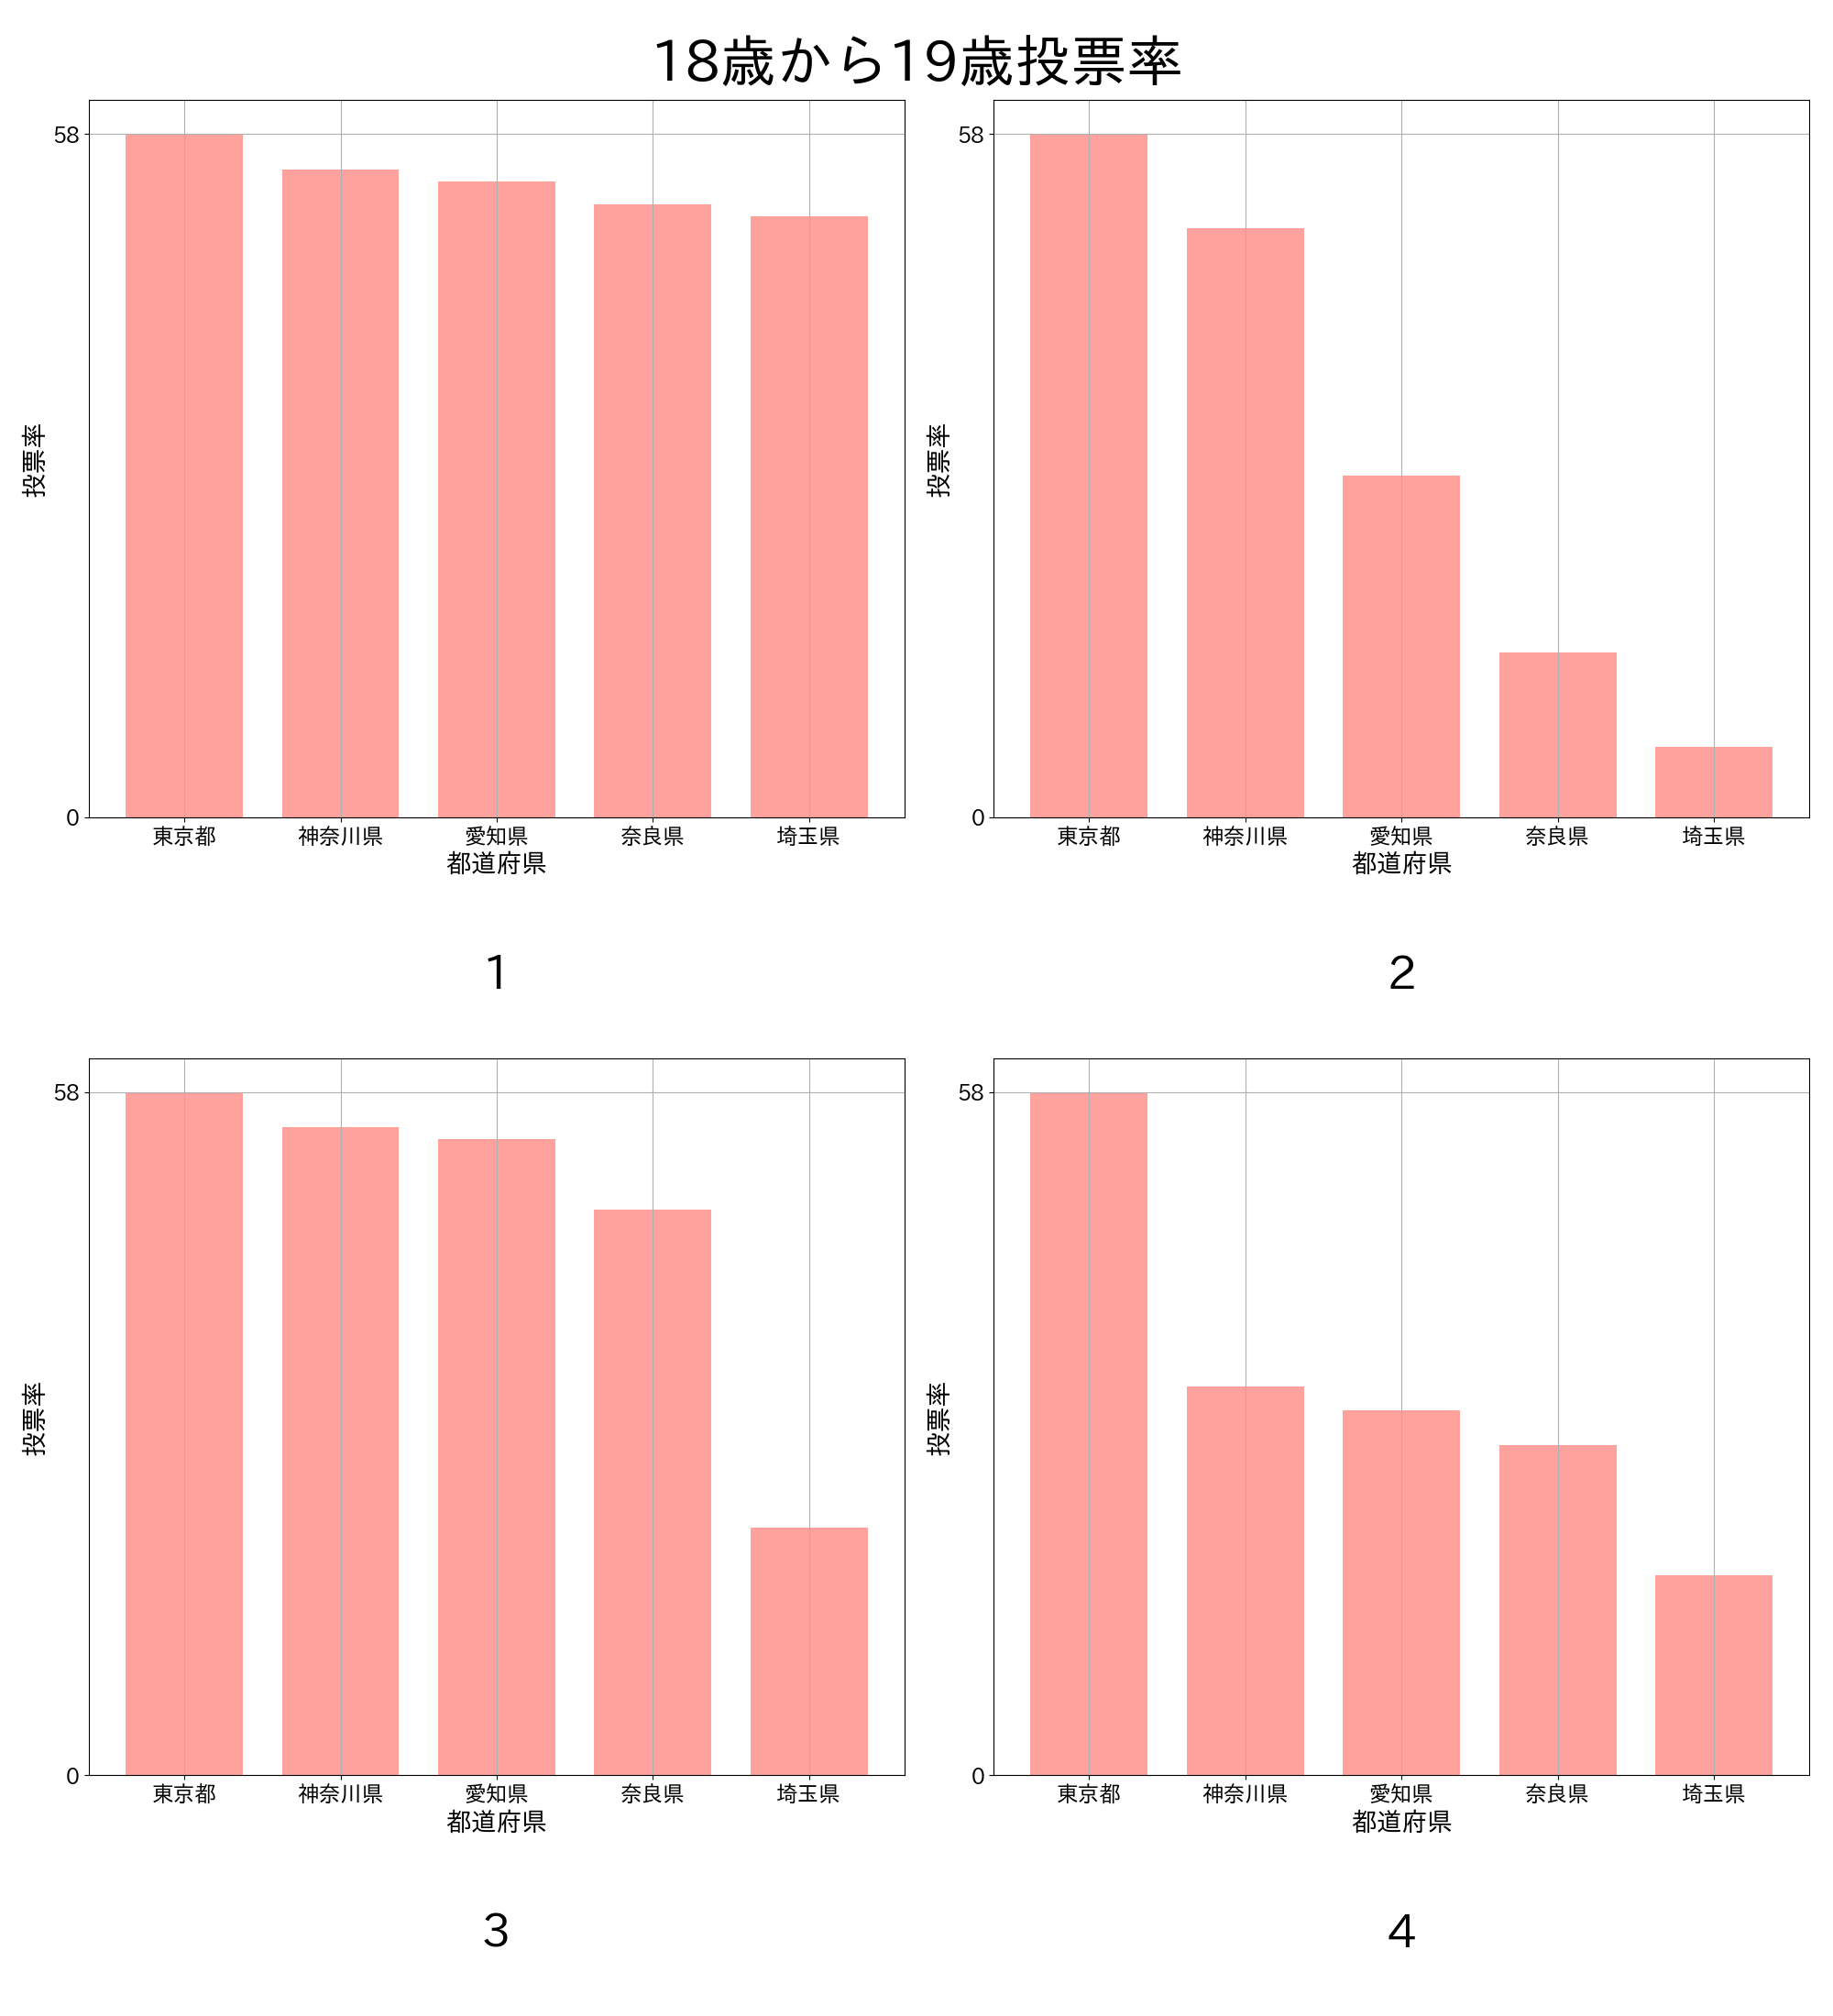 18歳から19歳投票率
58
0
投票率
東京都 神奈川県 愛知県 奈良県 埼玉県
都道府県
1
58
0
投票率
東京都 神奈川県 愛知県 奈良県 埼玉県
都道府県
2
58
0
投票率
東京都 神奈川県 愛知県 奈良県 埼玉県
都道府県
3
58
0
投票率
東京都 神奈川県 愛知県 奈良県 埼玉県
都道府県
4